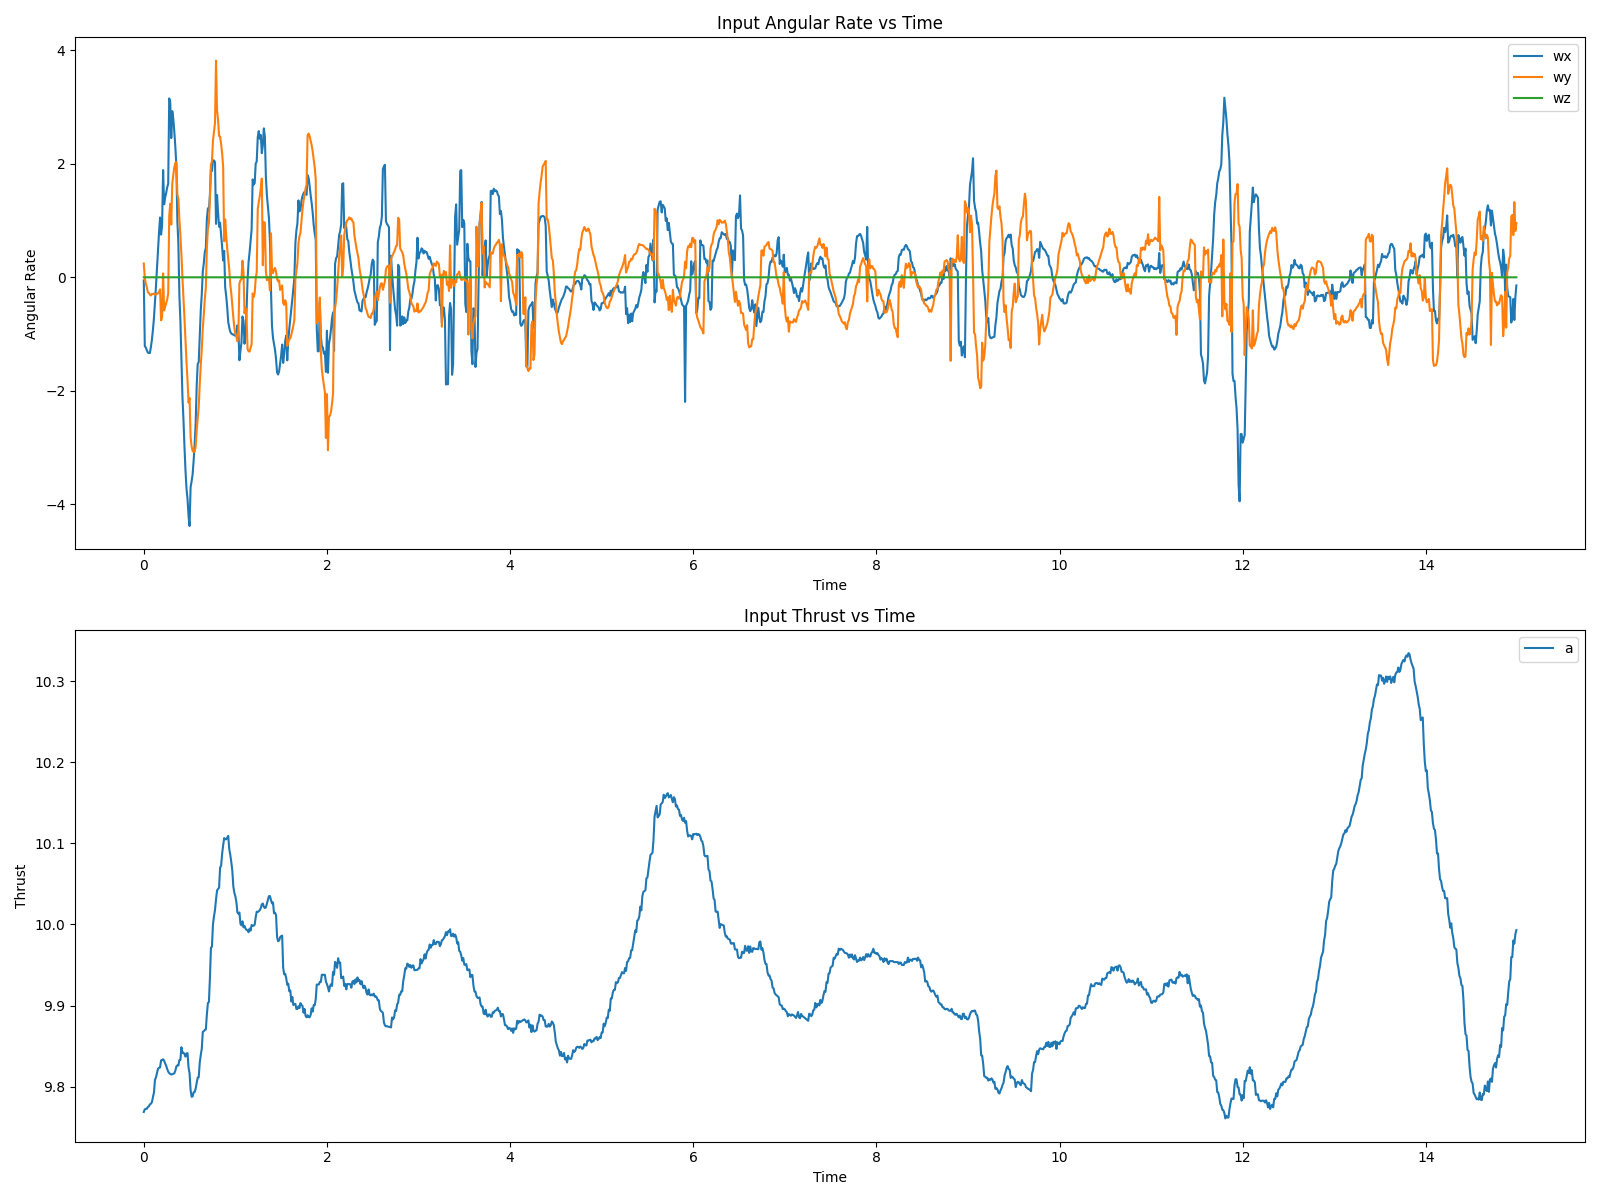 Input Angular Rate vs Time
4
2
0
−2
−4
Angular Rate
wx
wy
wz
0 2 4 6 8 10 12 14
Time
Input Thrust vs Time
10.3
10.2
10.1
10.0
9.9
9.8
Thrust
a
0 2 4 6 8 10 12 14
Time